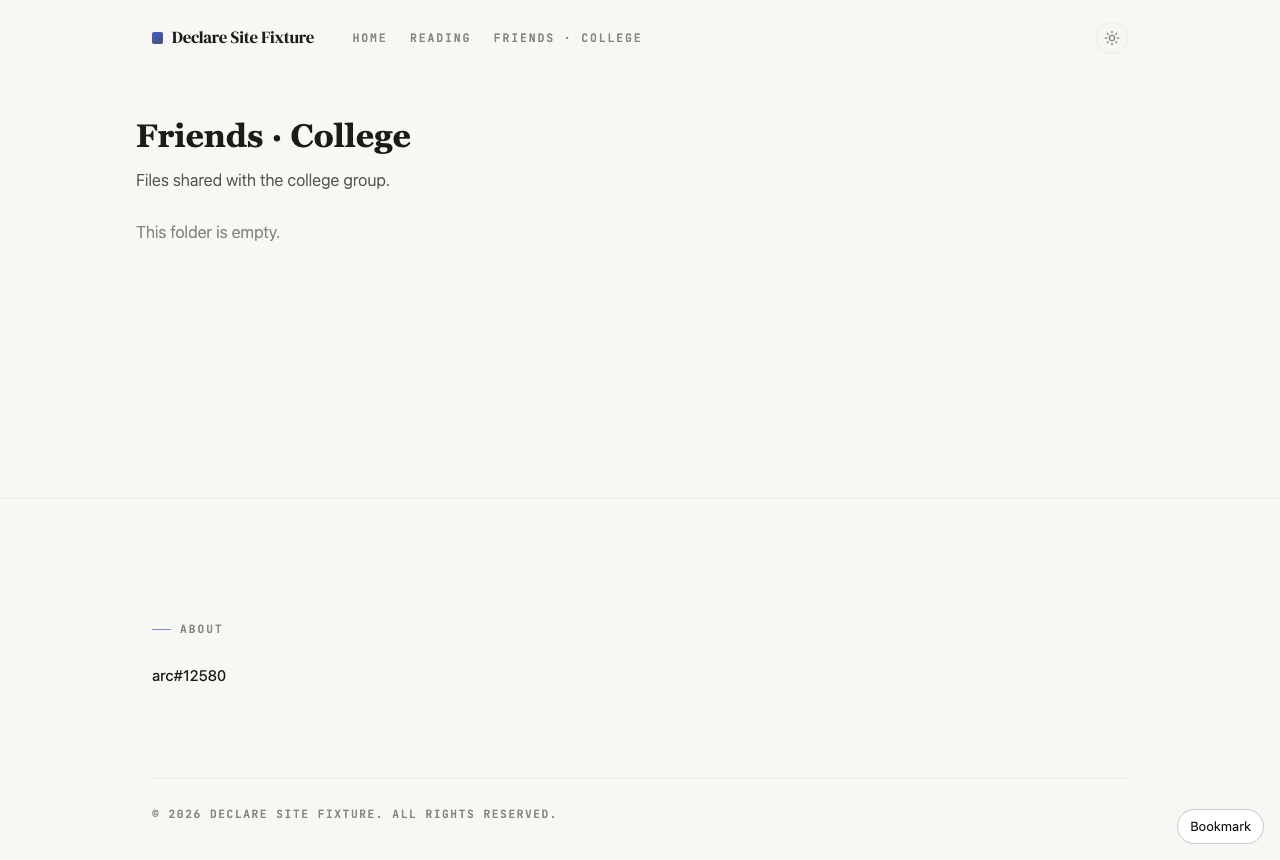 Declare Site Fixture
HOME READING FRIENDS · COLLEGE
Friends · College
Files shared with the college group.
This folder is empty.
ABOUT
arc#12580
© 2026 DECLARE SITE FIXTURE. ALL RIGHTS RESERVED.
Bookmark